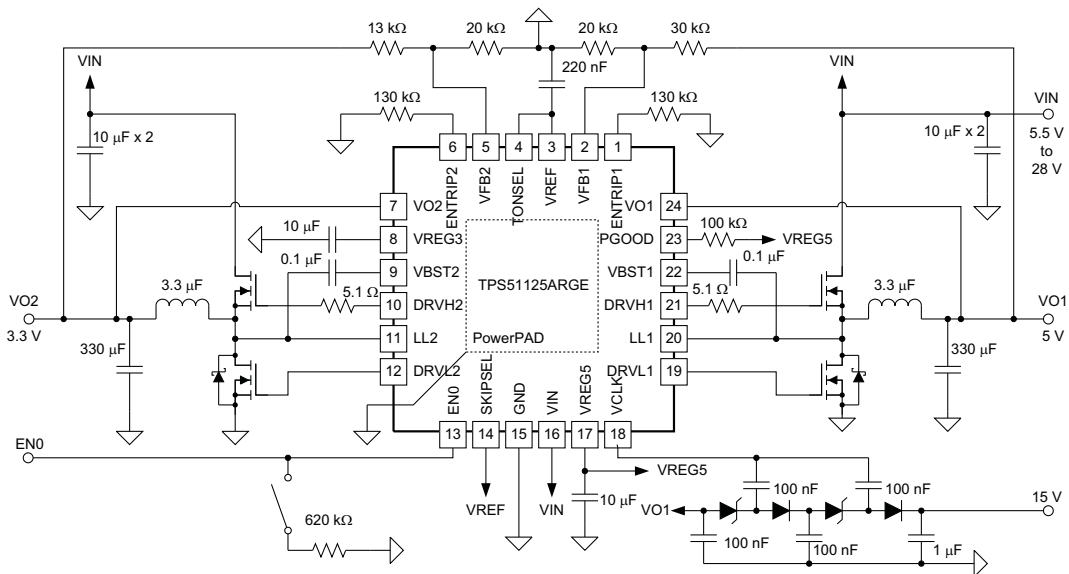 13 kΩ
20 kΩ
20 kΩ
30 kΩ
220 nF
VIN
VIN
130 kΩ
130 kΩ
10 μF x 2
10 μF x 2
VIN
5.5 V
to
28 V
6
5
4
3
2
1
ENTRIP2
VFB2
TONSEL
VREF
VFB1
ENTRIP1
7
VO2
VO1
24
10 μF
8
VREG3
PGOOD
23
100 kΩ
VREG5
0.1 μF
9
VBST2
VBST1
22
0.1 μF
TPS51125ARGE
3.3 μF
5.1 Ω
10
DRVH2
DRVH1
21
5.1 Ω
3.3 μF
VO2
3.3 V
VO1
5 V
11
LL2
PowerPAD
LL1
20
330 μF
330 μF
12
DRVL2
DRVL1
19
EN0
SKIPSEL
GND
VIN
VREG5
VCLK
13
14
15
16
17
18
EN0
VREF
VIN
VREG5
10 μF
620 kΩ
100 nF
100 nF
VO1
15 V
100 nF
100 nF
1 μF